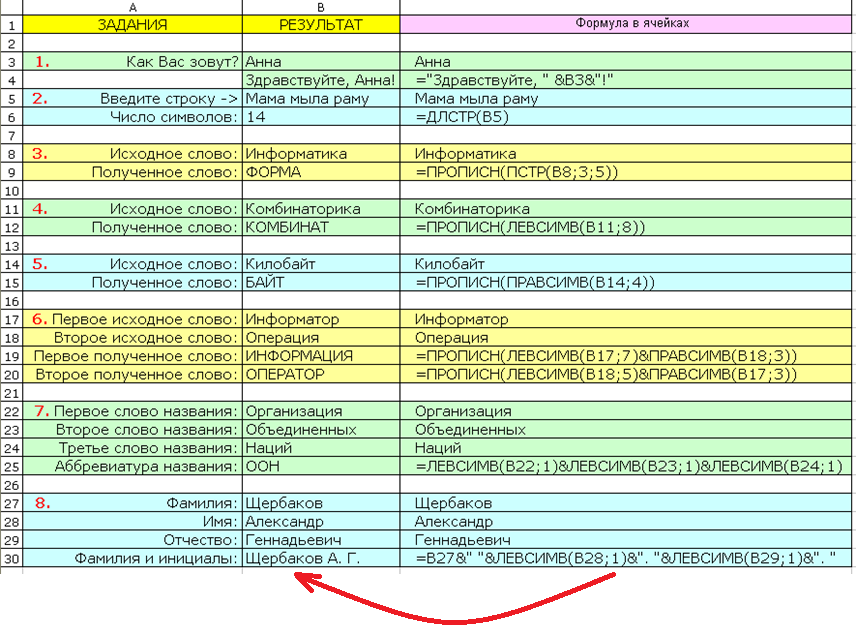 A B
1 ЗАДАНИЯ РЕЗУЛЬТАТ Формула в ячейках
2
3 1. Как Вас зовут? Анна Анна
4 Здравствуйте, Анна! ="Здравствуйте, " &B3&"!"
5 2. Введите строку -> Мама мыла раму Мама мыла раму
6 Число символов: 14 =ДЛСТР(B5)
7
8 3. Исходное слово: Информатика Информатика
9 Полученное слово: ФОРМА =ПРОПИСН(ПСТР(B8;3;5))
10
11 4. Исходное слово: Комбинаторика Комбинаторика
12 Полученное слово: КОМБИНАТ =ПРОПИСН(ЛЕВСИМВ(B11;8))
13
14 5. Исходное слово: Килобайт Килобайт
15 Полученное слово: БАЙТ =ПРОПИСН(ПРАВСИМВ(B14;4))
16
17 6. Первое исходное слово: Информатор Информатор
18 Второе исходное слово: Операция Операция
19 Первое полученное слово: ИНФОРМАЦИЯ =ПРОПИСН(ЛЕВСИМВ(B17;7)&ПРАВСИМВ(B18;3))
20 Второе полученное слово: ОПЕРАТОР =ПРОПИСН(ЛЕВСИМВ(B18;5)&ПРАВСИМВ(B17;3))
21
22 7. Первое слово названия: Организация Организация
23 Второе слово названия: Объединенных Объединенных
24 Третье слово названия: Наций Наций
25 Аббревиатура названия: ООН =ЛЕВСИМВ(B22;1)&ЛЕВСИМВ(B23;1)&ЛЕВСИМВ(B24;1)
26
27 8. Фамилия: Щербаков Щербаков
28 Имя: Александр Александр
29 Отчество: Геннадьевич Геннадьевич
30 Фамилия и инициалы: Щербаков А. Г. =B27&" "&ЛЕВСИМВ(B28;1)&". "&ЛЕВСИМВ(B29;1)&". "